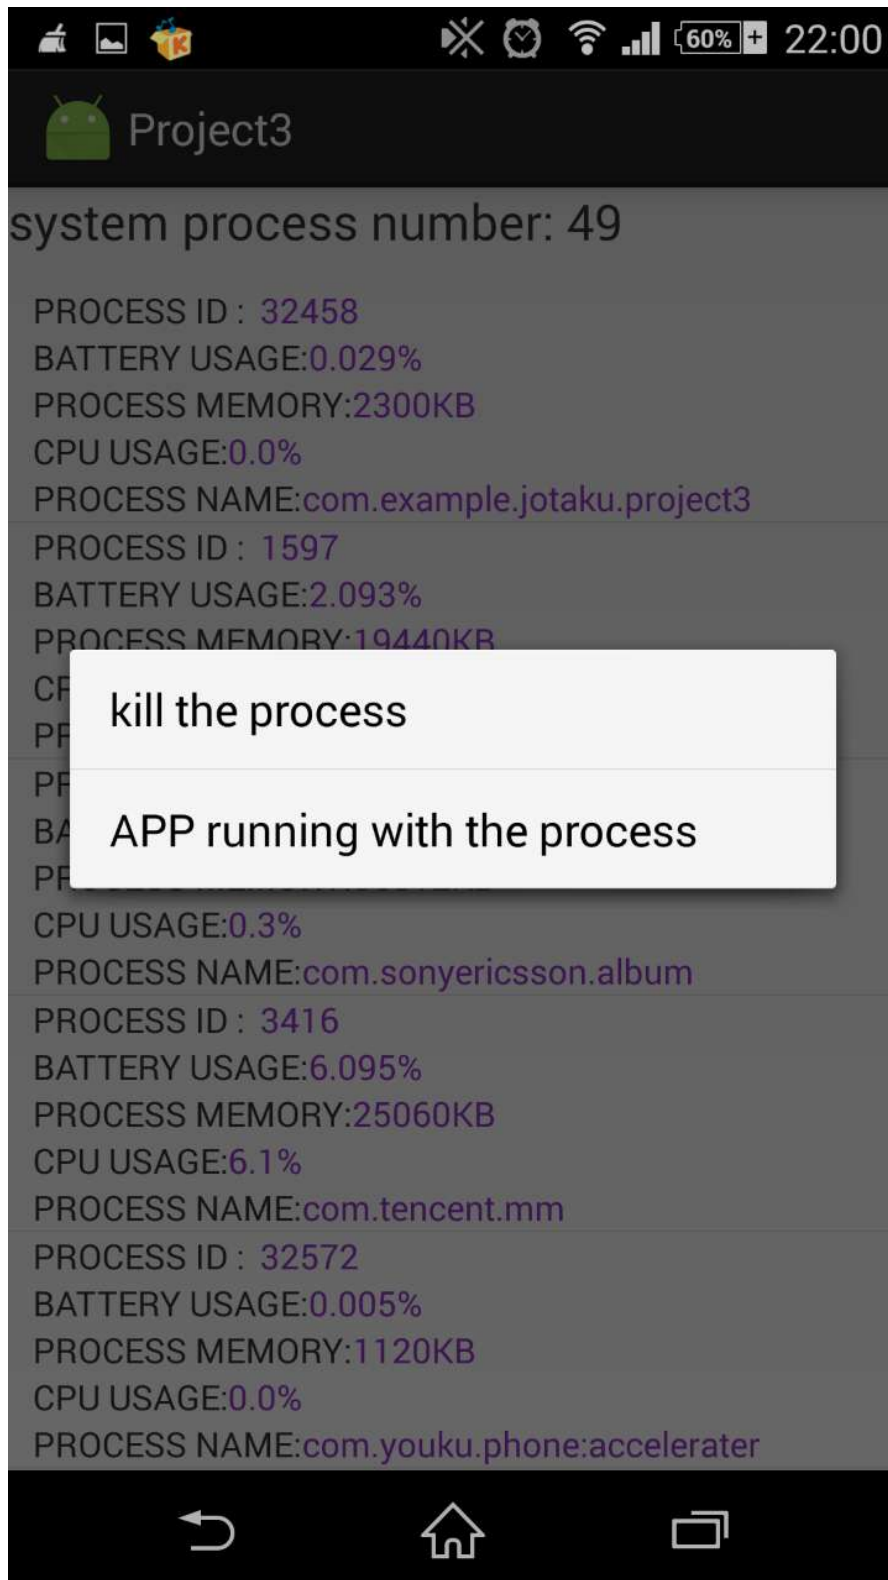 60%
22:00
Project3
system process number: 49
PROCESS ID : 32458
BATTERY USAGE:0.029%
PROCESS MEMORY:2300KB
CPU USAGE:0.0%
PROCESS NAME:com.example.jotaku.project3
PROCESS ID : 1597
BATTERY USAGE:2.093%
PROCESS MEMORY:19440KB
kill the process
APP running with the process
CPU USAGE:0.3%
PROCESS NAME:com.sonyericsson.album
PROCESS ID : 3416
BATTERY USAGE:6.095%
PROCESS MEMORY:25060KB
CPU USAGE:6.1%
PROCESS NAME:com.tencent.mm
PROCESS ID : 32572
BATTERY USAGE:0.005%
PROCESS MEMORY:1120KB
CPU USAGE:0.0%
PROCESS NAME:com.youku.phone:accelerater